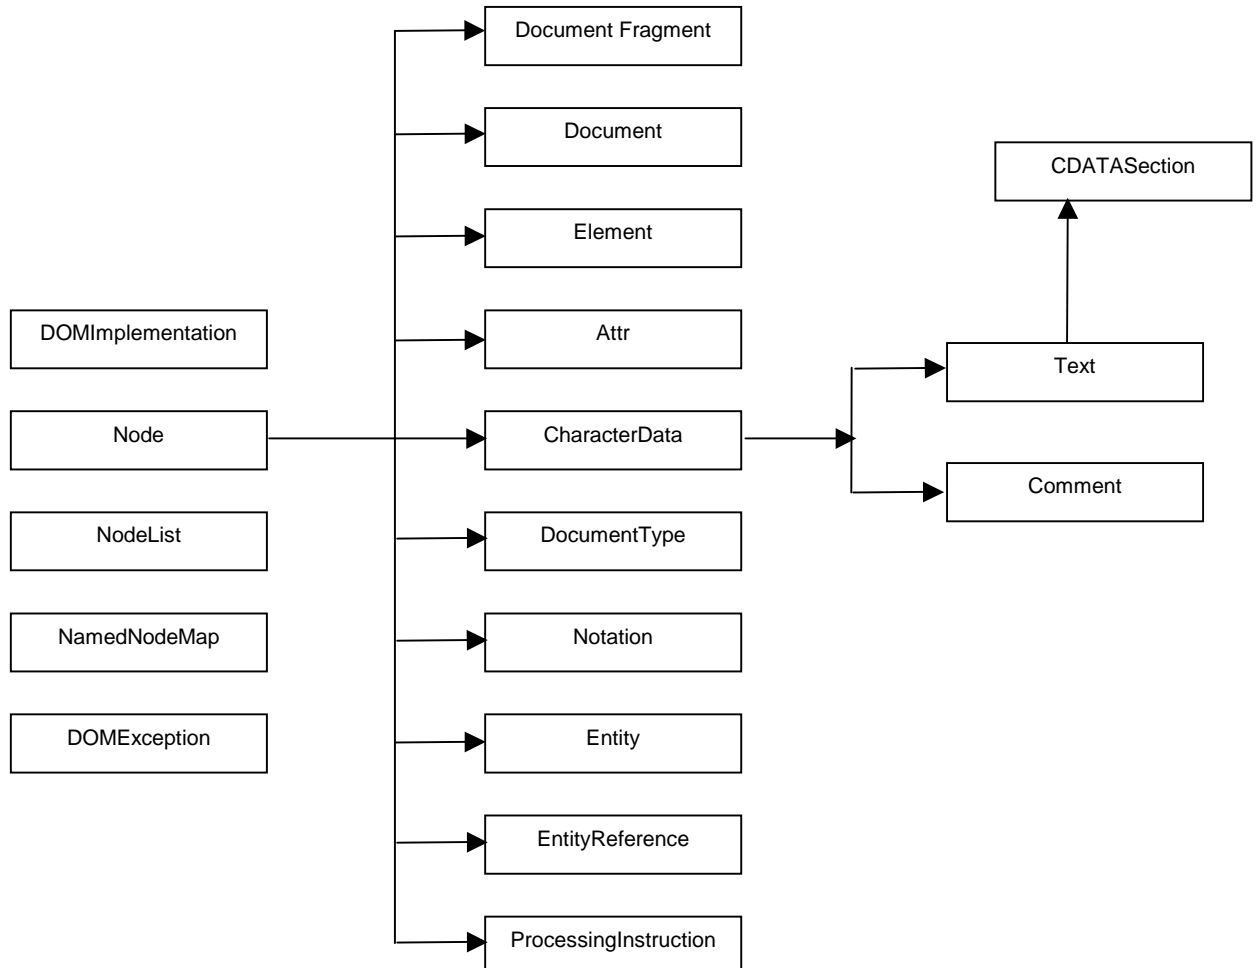 Document Fragment
Document
CDATASection
Element
DOMImplementation
Attr
Text
Node
CharacterData
Comment
NodeList
DocumentType
NamedNodeMap
Notation
DOMException
Entity
EntityReference
ProcessingInstruction